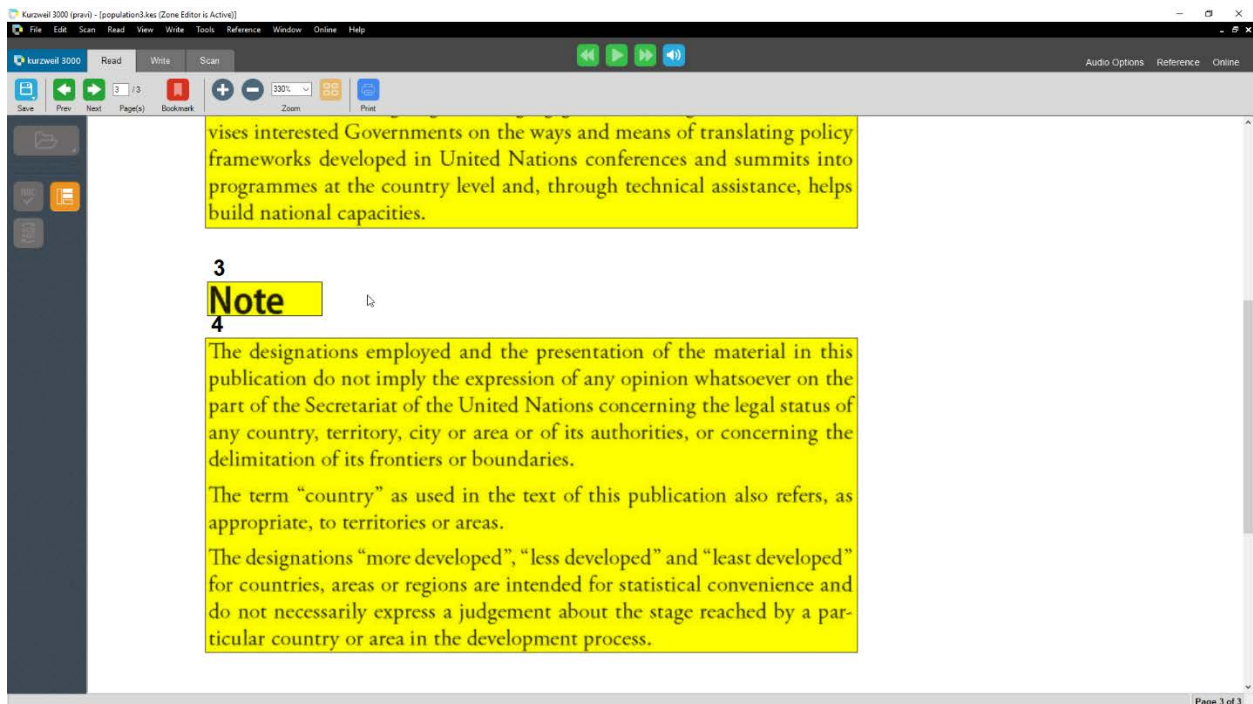 Kurzweil 3000 (pravi) - [population3.kes (Zone Editor is Active)]
File Edit Scan Read View Write Tools Reference Window Online Help
kurzweil 3000 Read Write Scan Audio Options Reference Online
3 / 3 330%
Save Prev Next Page(s) Bookmark Zoom Print
vises interested Governments on the ways and means of translating policy
frameworks developed in United Nations conferences and summits into
programmes at the country level and, through technical assistance, helps
build national capacities.
3
Note
4
The designations employed and the presentation of the material in this
publication do not imply the expression of any opinion whatsoever on the
part of the Secretariat of the United Nations concerning the legal status of
any country, territory, city or area or of its authorities, or concerning the
delimitation of its frontiers or boundaries.
The term “country” as used in the text of this publication also refers, as
appropriate, to territories or areas.
The designations “more developed”, “less developed” and “least developed”
for countries, areas or regions are intended for statistical convenience and
do not necessarily express a judgement about the stage reached by a par-
ticular country or area in the development process.
Page 3 of 3